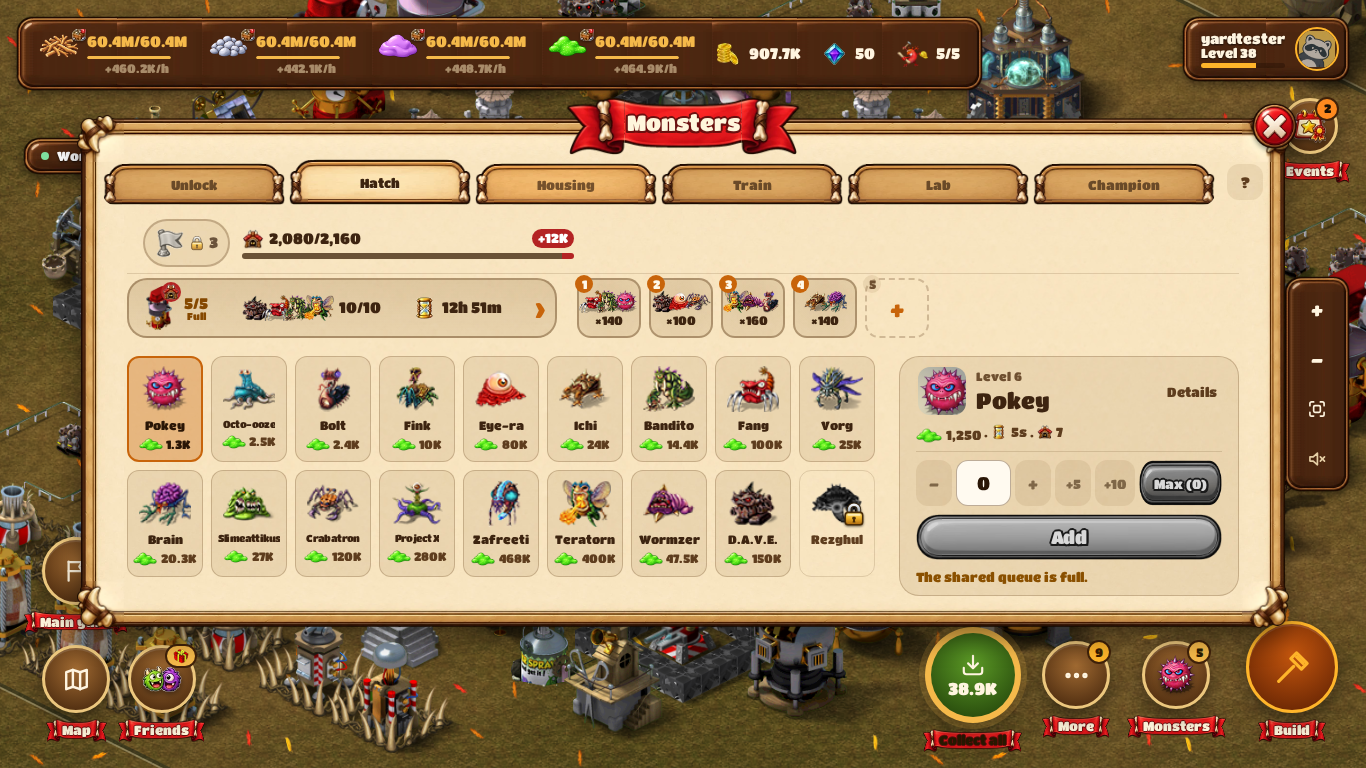 60.4M/60.4M
+460.2K/h
60.4M/60.4M
+442.1K/h
60.4M/60.4M
+448.7K/h
60.4M/60.4M
+464.9K/h
907.7K
50
5/5
yardtester
Level 38
Monsters
2
Events
Unlock
Hatch
Housing
Train
Lab
Champion
?
3
2,080/2,160
+12K
5/5
Full
10/10
12h 51m
1
×140
2
×100
3
×160
4
×140
5
+
Pokey
1.3K
Octo-ooze
2.5K
Bolt
2.4K
Fink
10K
Eye-ra
80K
Ichi
24K
Bandito
14.4K
Fang
100K
Vorg
25K
Brain
20.3K
Slimeattikus
27K
Crabatron
120K
Project X
280K
Zafreeti
468K
Teratorn
400K
Wormzer
47.5K
D.A.V.E.
150K
Rezghul
Level 6
Pokey
Details
1,250 · 5s · 7
−
0
+
+5
+10
Max (0)
Add
The shared queue is full.
+
−
SPRAY
Main
Map
Friends
38.9K
Collect all
9
More
5
Monsters
Build